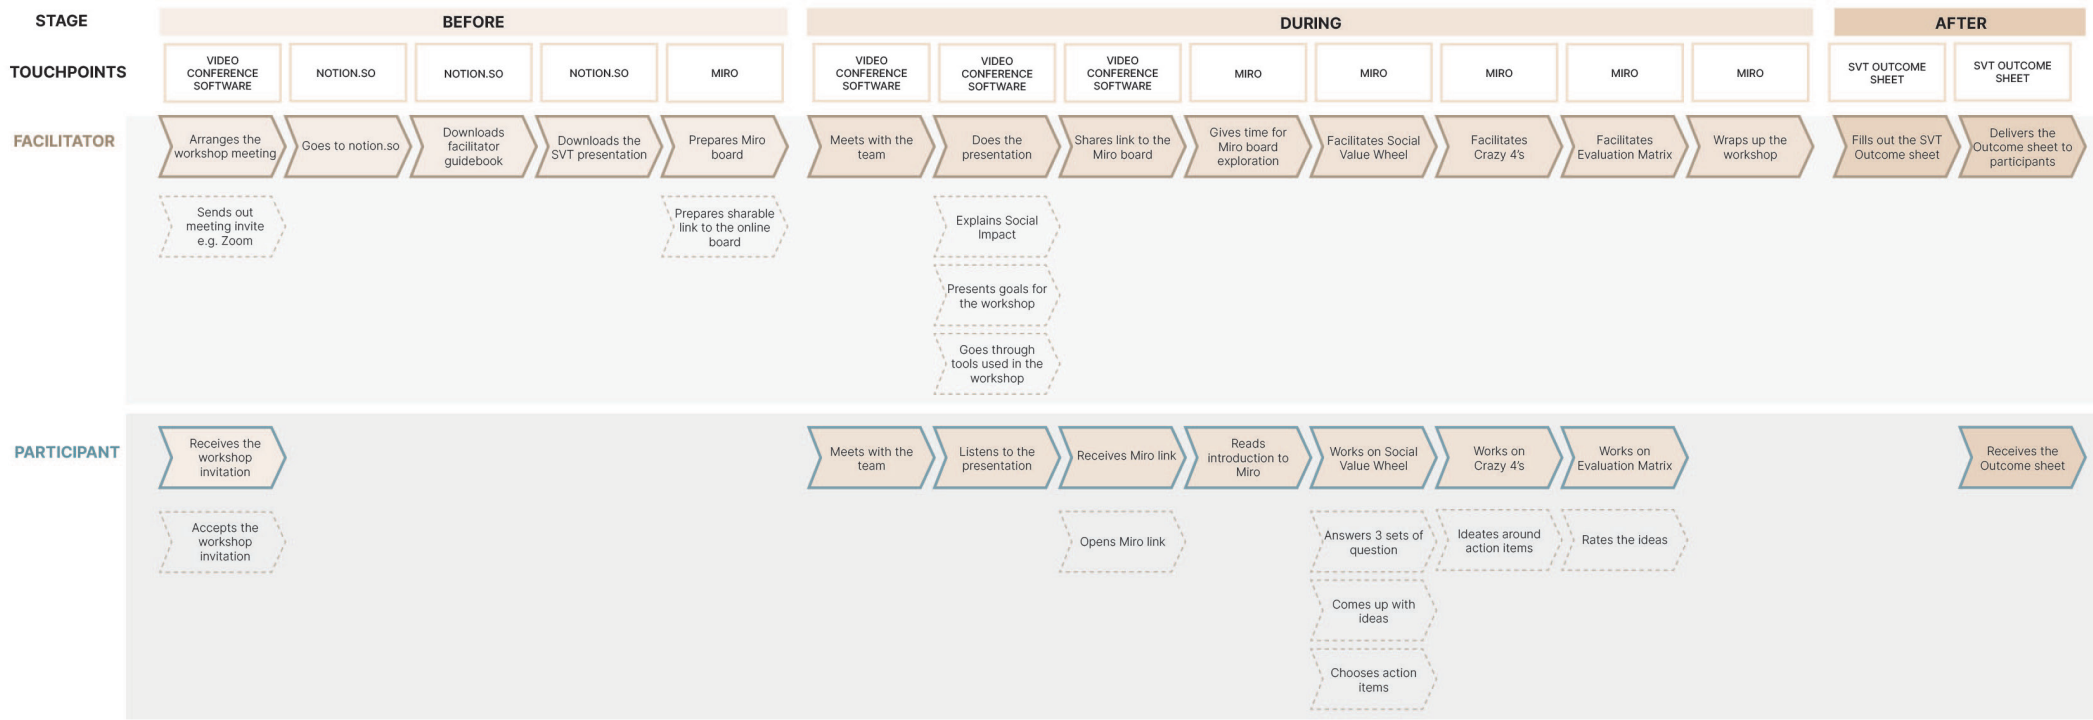 STAGE
BEFORE
DURING
AFTER
TOUCHPOINTS
VIDEO
CONFERENCE
SOFTWARE
NOTION.SO
NOTION.SO
NOTION.SO
MIRO
VIDEO
CONFERENCE
SOFTWARE
VIDEO
CONFERENCE
SOFTWARE
VIDEO
CONFERENCE
SOFTWARE
MIRO
MIRO
MIRO
MIRO
MIRO
SVT OUTCOME
SHEET
SVT OUTCOME
SHEET
FACILITATOR
Arranges the
workshop meeting
Goes to notion.so
Downloads
facilitator
guidebook
Downloads the
SVT presentation
Prepares Miro
board
Meets with the
team
Does the
presentation
Shares link to the
Miro board
Gives time for
Miro board
exploration
Facilitates Social
Value Wheel
Facilitates
Crazy 4's
Facilitates
Evaluation Matrix
Wraps up the
workshop
Fills out the SVT
Outcome sheet
Delivers the
Outcome sheet to
participants
Sends out
meeting invite
e.g. Zoom
Prepares sharable
link to the online
board
Explains Social
Impact
Presents goals for
the workshop
Goes through
tools used in the
workshop
PARTICIPANT
Receives the
workshop
invitation
Meets with the
team
Listens to the
presentation
Receives Miro link
Reads
introduction to
Miro
Works on Social
Value Wheel
Works on
Crazy 4's
Works on
Evaluation Matrix
Receives the
Outcome sheet
Accepts the
workshop
invitation
Opens Miro link
Answers 3 sets of
question
Ideates around
action items
Rates the ideas
Comes up with
ideas
Chooses action
items